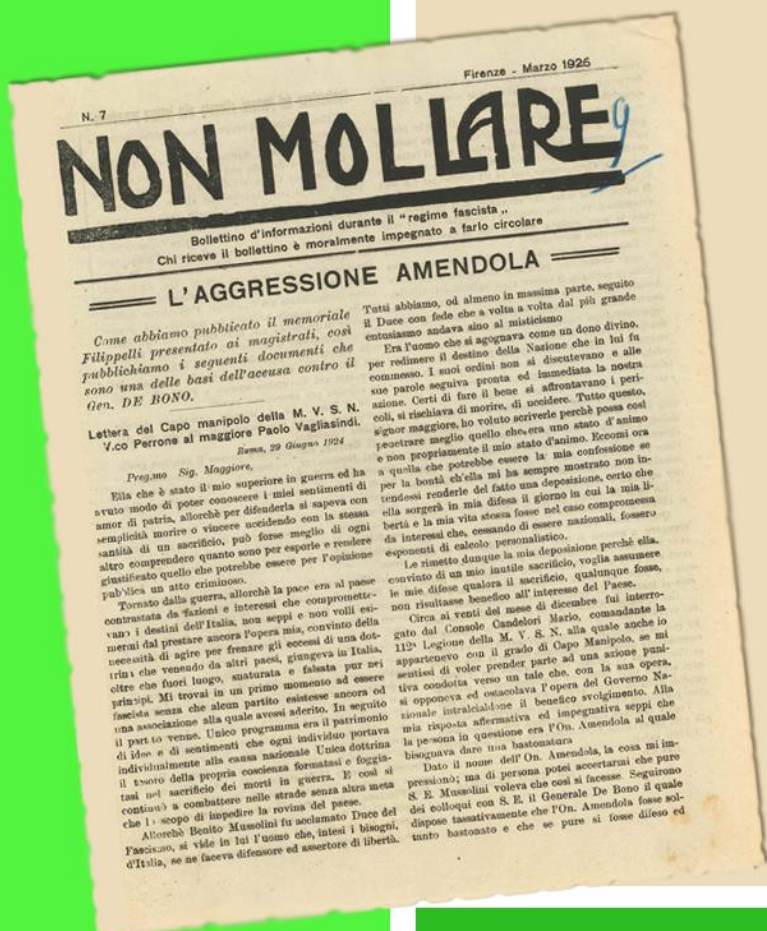 N. 7
Firenze - Marzo 1925
NON MOLLARE
9
Bollettino d'informazioni durante il "regime fascista „
Chi riceve il bollettino è moralmente impegnato a farlo circolare
L'AGGRESSIONE AMENDOLA
Come abbiamo pubblicato il memoriale
Filippelli presentato ai magistrati, così
pubblichiamo i seguenti documenti che
sono una delle basi dell'accusa contro il
Gen. DE BONO.
Lettera del Capo manipolo della M. V. S. N.
V.co Perrone al maggiore Paolo Vagliasindi.
Roma, 29 Giugno 1924
Preg.mo Sig. Maggiore,
Ella che è stato il mio superiore in guerra ed ha
avuto modo di poter conoscere i miei sentimenti di
amor di patria, allorchè per difenderla si sapeva con
semplicità morire o vincere uccidendo con la stessa
santità di un sacrificio, può forse meglio di ogni
altro comprendere quanto sono per esporle e rendere
giustificato quello che potrebbe essere per l'opinione
pubblica un atto criminoso.
Tornato dalla guerra, allorchè la pace era al paese
contrastata da fazioni e interessi che compromette-
vano i destini dell'Italia, non seppi e non volli esi-
mermi dal prestare ancora l'opera mia, convinto della
necessità di agire per frenare gli eccessi di una dot-
trina che venendo da altri paesi, giungeva in Italia,
oltre che fuori luogo, snaturata e falsata pur nei
principi. Mi trovai in un primo momento ad essere
fascista senza che alcun partito esistesse ancora od
una associazione alla quale avessi aderito. In seguito
il partito venne. Unico programma era il patrimonio
di idee e di sentimenti che ogni individuo portava
individualmente alla causa nazionale Unica dottrina
il tesoro della propria coscienza formatasi e foggia-
tasi nel sacrificio dei morti in guerra. E così si
continuò a combattere nelle strade senza altra meta
che lo scopo di impedire la rovina del paese.
Allorchè Benito Mussolini fu acclamato Duce del
Fascismo, si vide in lui l'uomo che, intesi i bisogni,
d'Italia, se ne faceva difensore ed assertore di libertà.
Tutti abbiamo, od almeno in massima parte, seguito
il Duce con fede che a volta a volta dal più grande
entusiasmo andava sino al misticismo
Era l'uomo che si agognava come un dono divino,
per redimere il destino della Nazione che in lui fu
commesso. I suoi ordini non si discutevano e alle
sue parole seguiva pronta ed immediata la nostra
azione. Certi di fare il bene si affrontavano i peri-
coli, si rischiava di morire, di uccidere. Tutto questo,
signor maggiore, ho voluto scriverle perchè possa così
penetrare meglio quello che era uno stato d'animo
e non propriamente il mio stato d'animo. Eccomi ora
a quella che potrebbe essere la mia confessione se
per la bontà ch'ella mi ha sempre mostrato non in-
tendessi renderle del fatto una deposizione, certo che
ella sorgerà in mia difesa il giorno in cui la mia li-
bertà e la mia vita stessa fosse nel caso compromessa
da interessi che, cessando di essere nazionali, fossero
esponenti di calcolo personalistico.
Le rimetto dunque la mia deposizione perchè ella,
convinto di un mio inutile sacrificio, voglia assumere
le mie difese qualora il sacrificio, qualunque fosse,
non risultasse benefico all'interesse del Paese.
Circa ai venti del mese di dicembre fui interro-
gato dal Console Candelori Mario, comandante la
112ª Legione della M. V. S. N. alla quale anche io
appartenevo con il grado di Capo Manipolo, se mi
sentissi di voler prender parte ad una azione puni-
tiva condotta verso un tale che, con la sua opera,
si opponeva ed ostacolava l'opera del Governo Na-
zionale intralciandone il benefico svolgimento. Alla
mia risposta affermativa ed impegnativa seppi che
la persona in questione era l'On. Amendola al quale
bisognava dare una bastonatura
Dato il nome dell'On. Amendola, la cosa mi im-
pressionò; ma di persona potei accertarmi che pure
S. E. Mussolini voleva che così si facesse. Seguirono
dei colloqui con S. E. il Generale De Bono il quale
dispose tassativamente che l'On. Amendola fosse sol-
tanto bastonato e che se pure si fosse difeso ed